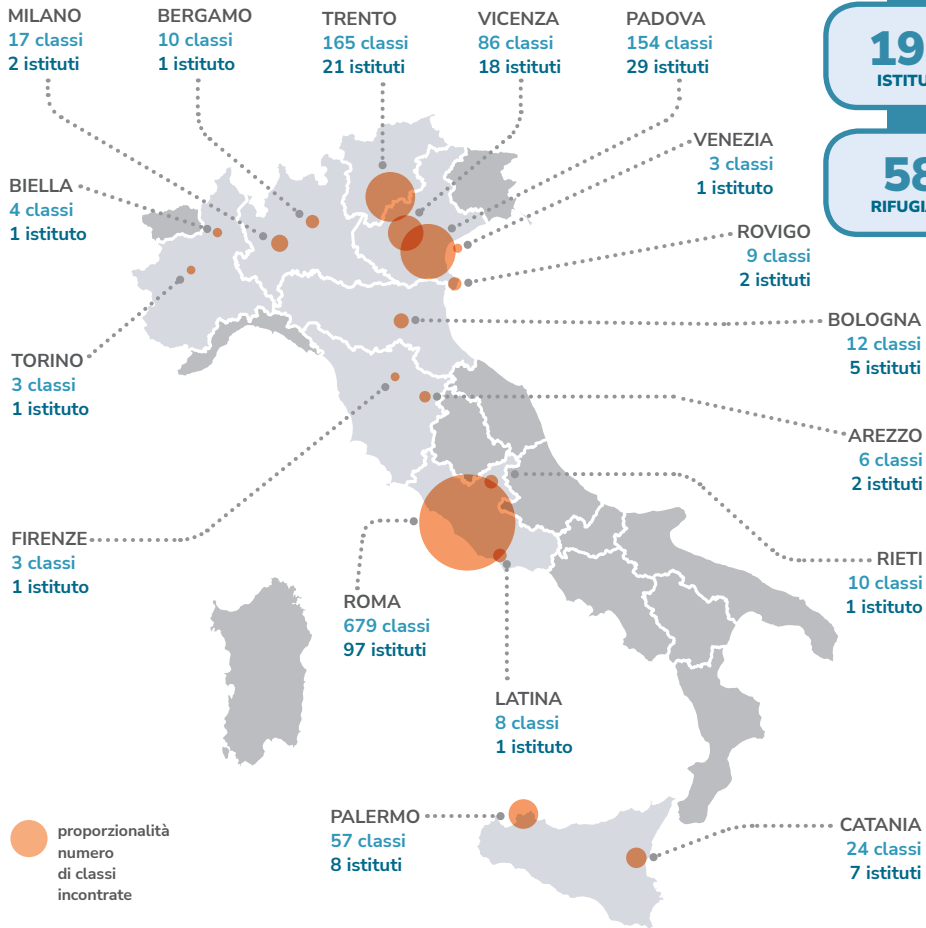 MILANO
17 classi
2 istituti
BERGAMO
10 classi
1 istituto
TRENTO
165 classi
21 istituti
VICENZA
86 classi
18 istituti
PADOVA
154 classi
29 istituti
VENEZIA
3 classi
1 istituto
BIELLA
4 classi
1 istituto
ROVIGO
9 classi
2 istituti
BOLOGNA
12 classi
5 istituti
TORINO
3 classi
1 istituto
AREZZO
6 classi
2 istituti
FIRENZE
3 classi
1 istituto
RIETI
10 classi
1 istituto
ROMA
679 classi
97 istituti
LATINA
8 classi
1 istituto
PALERMO
57 classi
8 istituti
CATANIA
24 classi
7 istituti
proporzionalità
numero
di classi
incontrate